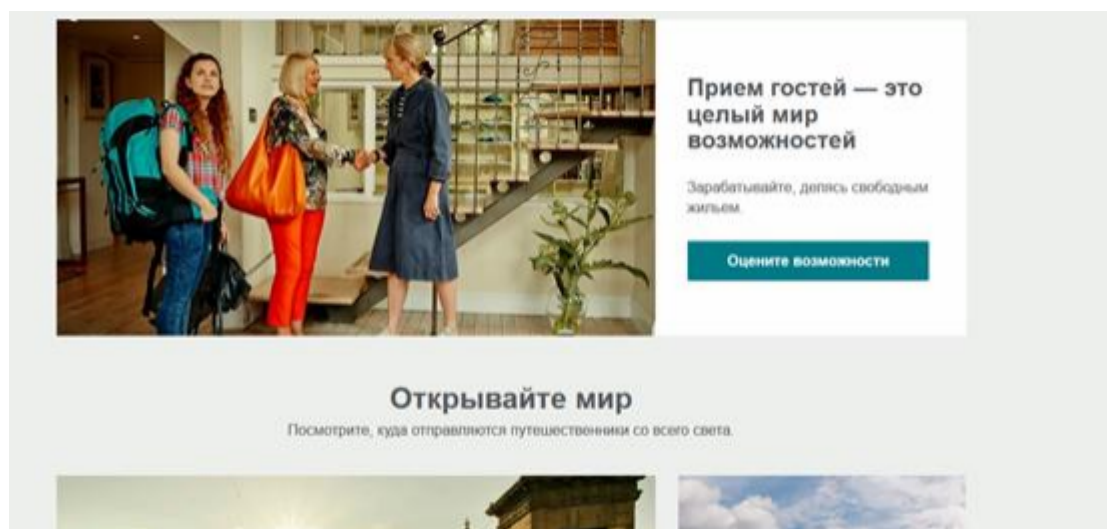 Прием гостей — это
целый мир
возможностей
Зарабатывайте, делясь свободным
жильем.
Оцените возможности
Открывайте мир
Посмотрите, куда отправляются путешественники со всего света.